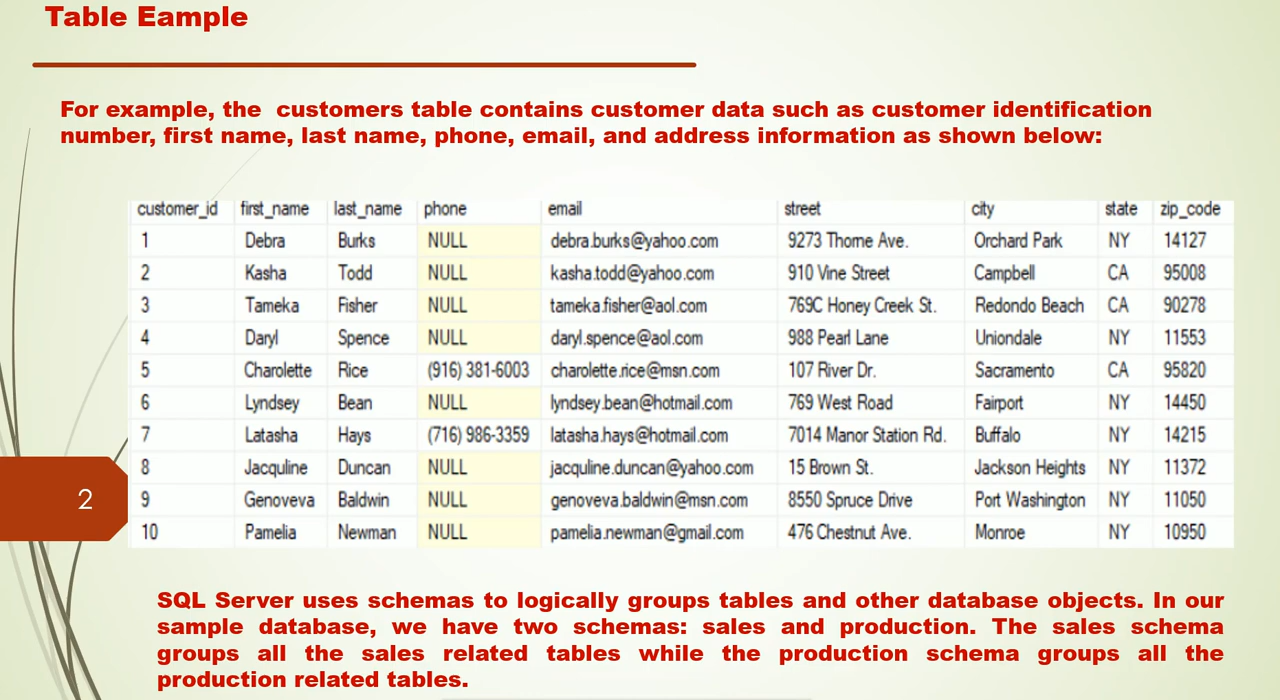 Table Eample
For example, the customers table contains customer data such as customer identification
number, first name, last name, phone, email, and address information as shown below:
customer_id first_name last_name phone email street city state zip_code
1 Debra Burks NULL debra.burks@yahoo.com 9273 Thorne Ave. Orchard Park NY 14127
2 Kasha Todd NULL kasha.todd@yahoo.com 910 Vine Street Campbell CA 95008
3 Tameka Fisher NULL tameka.fisher@aol.com 769C Honey Creek St. Redondo Beach CA 90278
4 Daryl Spence NULL daryl.spence@aol.com 988 Pearl Lane Uniondale NY 11553
5 Charolette Rice (916) 381-6003 charolette.rice@msn.com 107 River Dr. Sacramento CA 95820
6 Lyndsey Bean NULL lyndsey.bean@hotmail.com 769 West Road Fairport NY 14450
7 Latasha Hays (716) 986-3359 latasha.hays@hotmail.com 7014 Manor Station Rd. Buffalo NY 14215
8 Jacquline Duncan NULL jacquline.duncan@yahoo.com 15 Brown St. Jackson Heights NY 11372
9 Genoveva Baldwin NULL genoveva.baldwin@msn.com 8550 Spruce Drive Port Washington NY 11050
10 Pamelia Newman NULL pamelia.newman@gmail.com 476 Chestnut Ave. Monroe NY 10950
2
SQL Server uses schemas to logically groups tables and other database objects. In our
sample database, we have two schemas: sales and production. The sales schema
groups all the sales related tables while the production schema groups all the
production related tables.